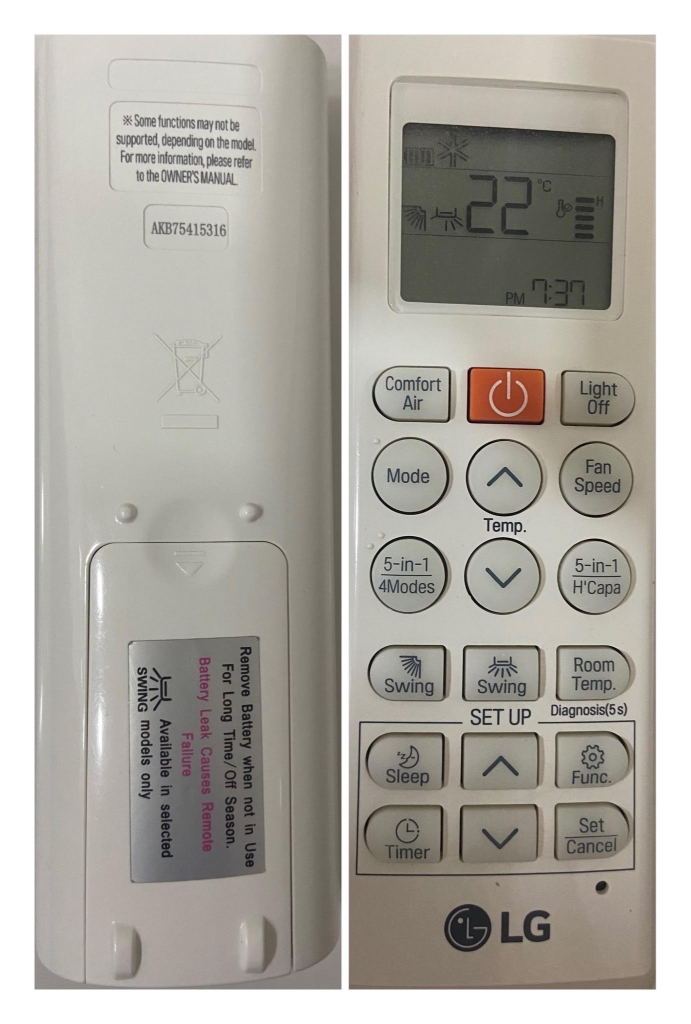 ※ Some functions may not be
supported, depending on the model.
For more information, please refer
to the OWNER'S MANUAL.
AKB75415316
Remove Battery when not in Use
For Long Time/Off Season.
Battery Leak Causes Remote
Failure
Available in selected
SWING models only
22 °C
H
PM 7:37
Comfort
Air
Light
Off
Mode
Fan
Speed
Temp.
5-in-1
4Modes
5-in-1
H'Capa
Swing
Swing
Room
Temp.
SET UP
Diagnosis(5 s)
Sleep
Func.
Timer
Set
Cancel
LG